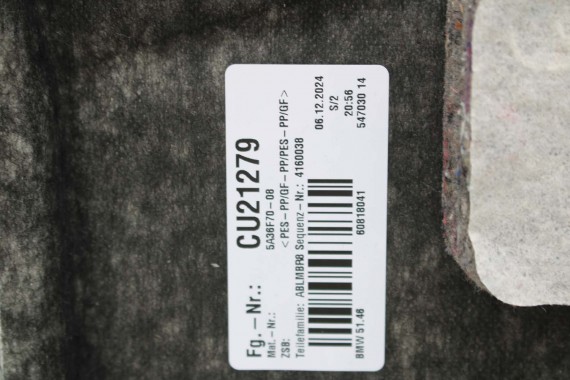 Fg.-Nr.: CU21279
Mat.-Nr.: 5A36F70-08
ZSB: <PES-PP/GF-PP/PES-PP/GF>
Teilefamilie: ABLMBR8 Sequenz-Nr.: 4160038
06.12.2024
S/2
20:56
BMW 51.46 60818041 547030 14